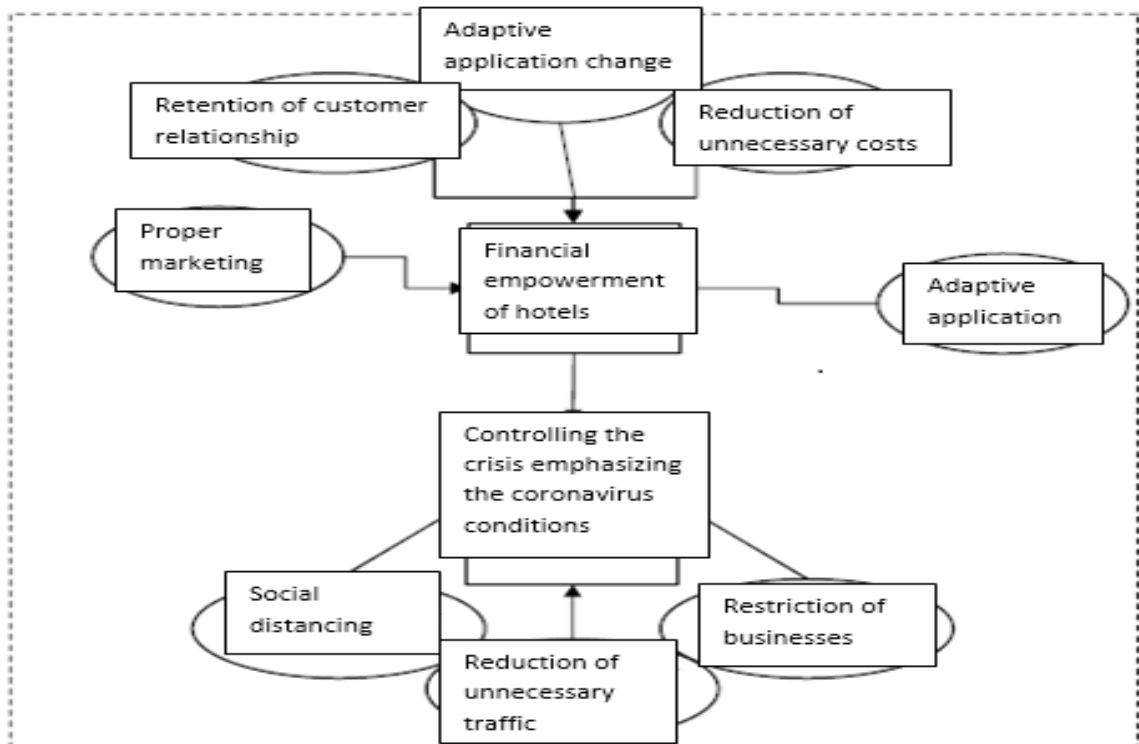 Adaptive
application change
Retention of customer
relationship
Reduction of
unnecessary costs
Proper
marketing
Financial
empowerment
of hotels
Adaptive
application
Controlling the
crisis emphasizing
the coronavirus
conditions
Social
distancing
Restriction of
businesses
Reduction of
unnecessary
traffic